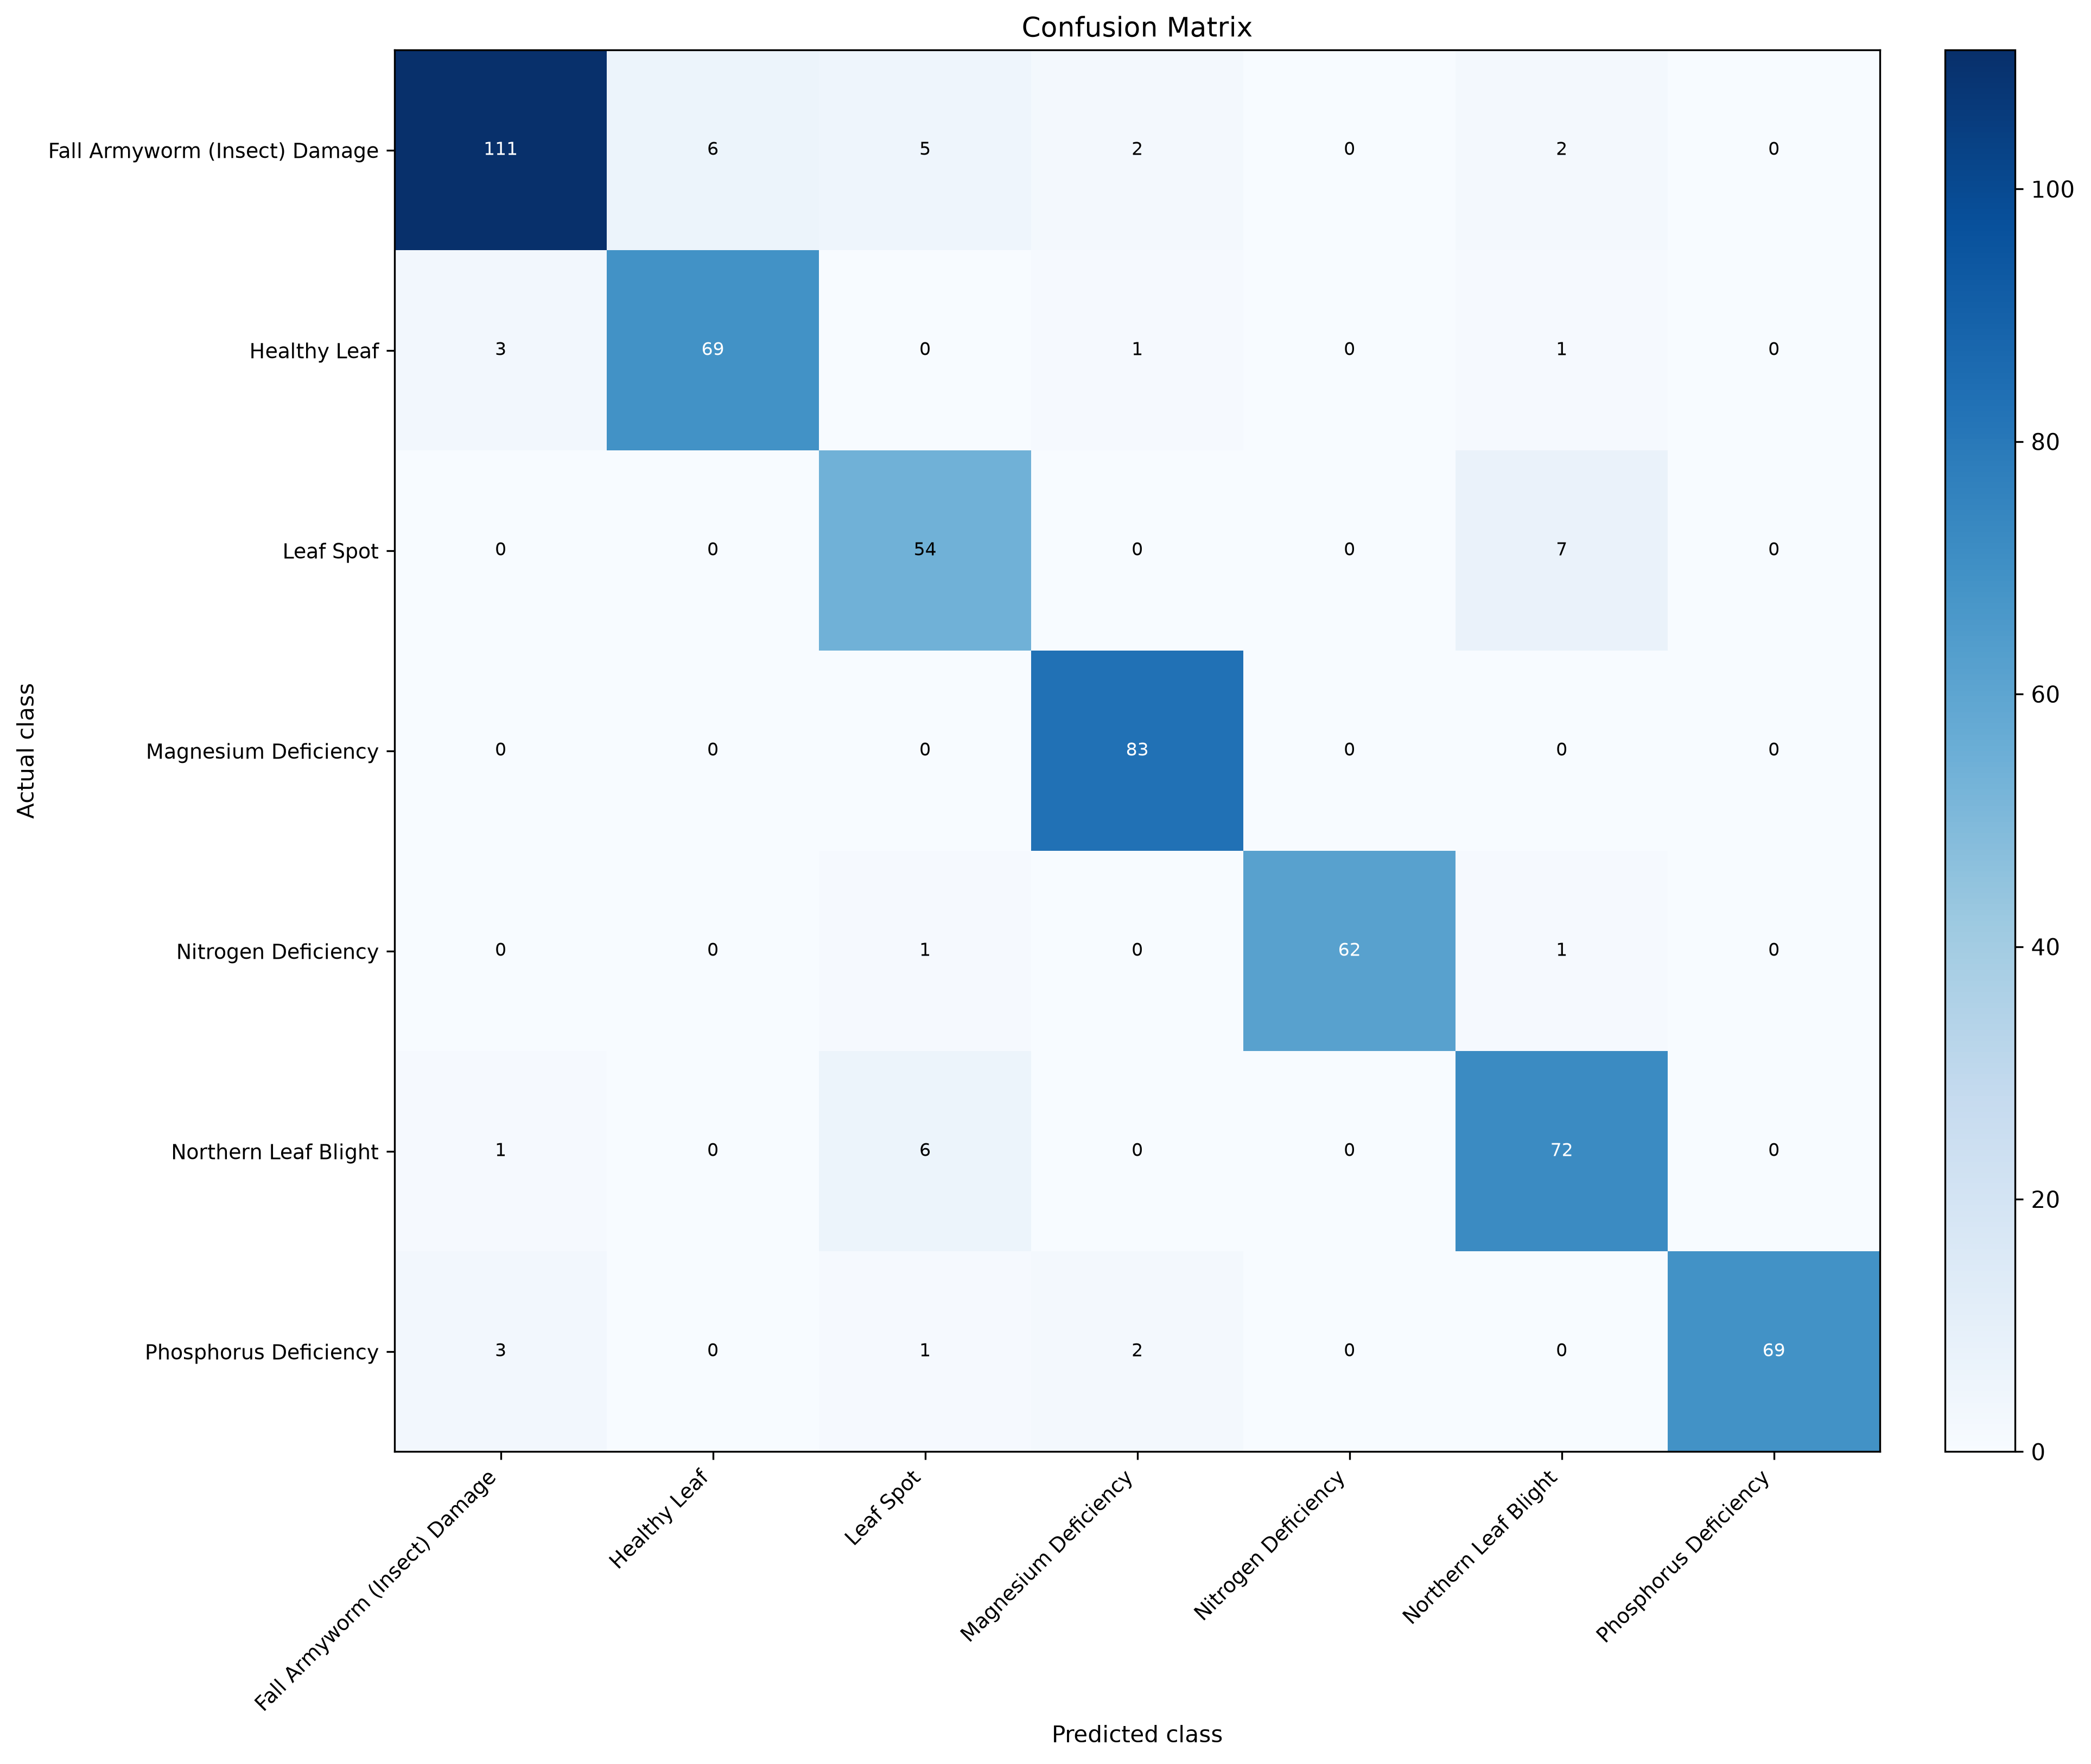 Confusion Matrix
Fall Armyworm (Insect) Damage 111 6 5 2 0 2 0
Healthy Leaf 3 69 0 1 0 1 0
Leaf Spot 0 0 54 0 0 7 0
Magnesium Deficiency 0 0 0 83 0 0 0
Nitrogen Deficiency 0 0 1 0 62 1 0
Northern Leaf Blight 1 0 6 0 0 72 0
Phosphorus Deficiency 3 0 1 2 0 0 69
Actual class
Fall Armyworm (Insect) Damage
Healthy Leaf
Leaf Spot
Magnesium Deficiency
Nitrogen Deficiency
Northern Leaf Blight
Phosphorus Deficiency
Predicted class
100
80
60
40
20
0